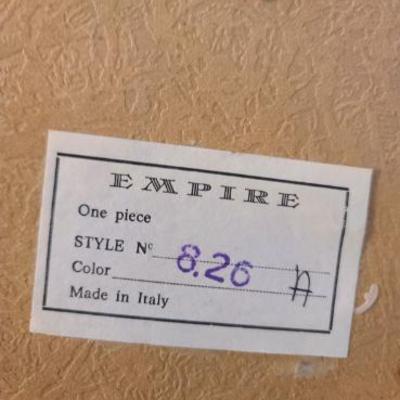 EMPIRE
One piece
STYLE Nº 8.26
Color A
Made in Italy